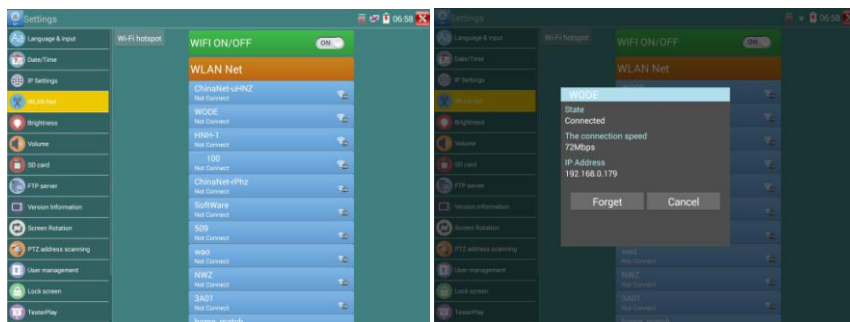 Settings
06:58
Language & input
Date/Time
IP Settings
WLAN Net
Brightness
Volume
SD card
FTP server
Version Information
Screen Rotation
PTZ address scanning
User management
Lock screen
TesterPlay
Wi-Fi hotspot
WIFI ON/OFF
ON
WLAN Net
ChinaNet-uHNZ
Not Connect
WODE
Not Connect
HNH-1
Not Connect
100
Not Connect
ChinaNet-rPhz
Not Connect
SoftWare
Not Connect
509
Not Connect
wao
Not Connect
NWZ
Not Connect
3A01
Not Connect
Settings
06:58
Language & input
Date/Time
IP Settings
WLAN Net
Brightness
Volume
SD card
FTP server
Version Information
Screen Rotation
PTZ address scanning
User management
Lock screen
TesterPlay
Wi-Fi hotspot
WIFI ON/OFF
ON
WLAN Net
WODE
State
Connected
The connection speed
72Mbps
IP Address
192.168.0.179
Forget
Cancel
Not Connect
NWZ
Not Connect
3A01
Not Connect